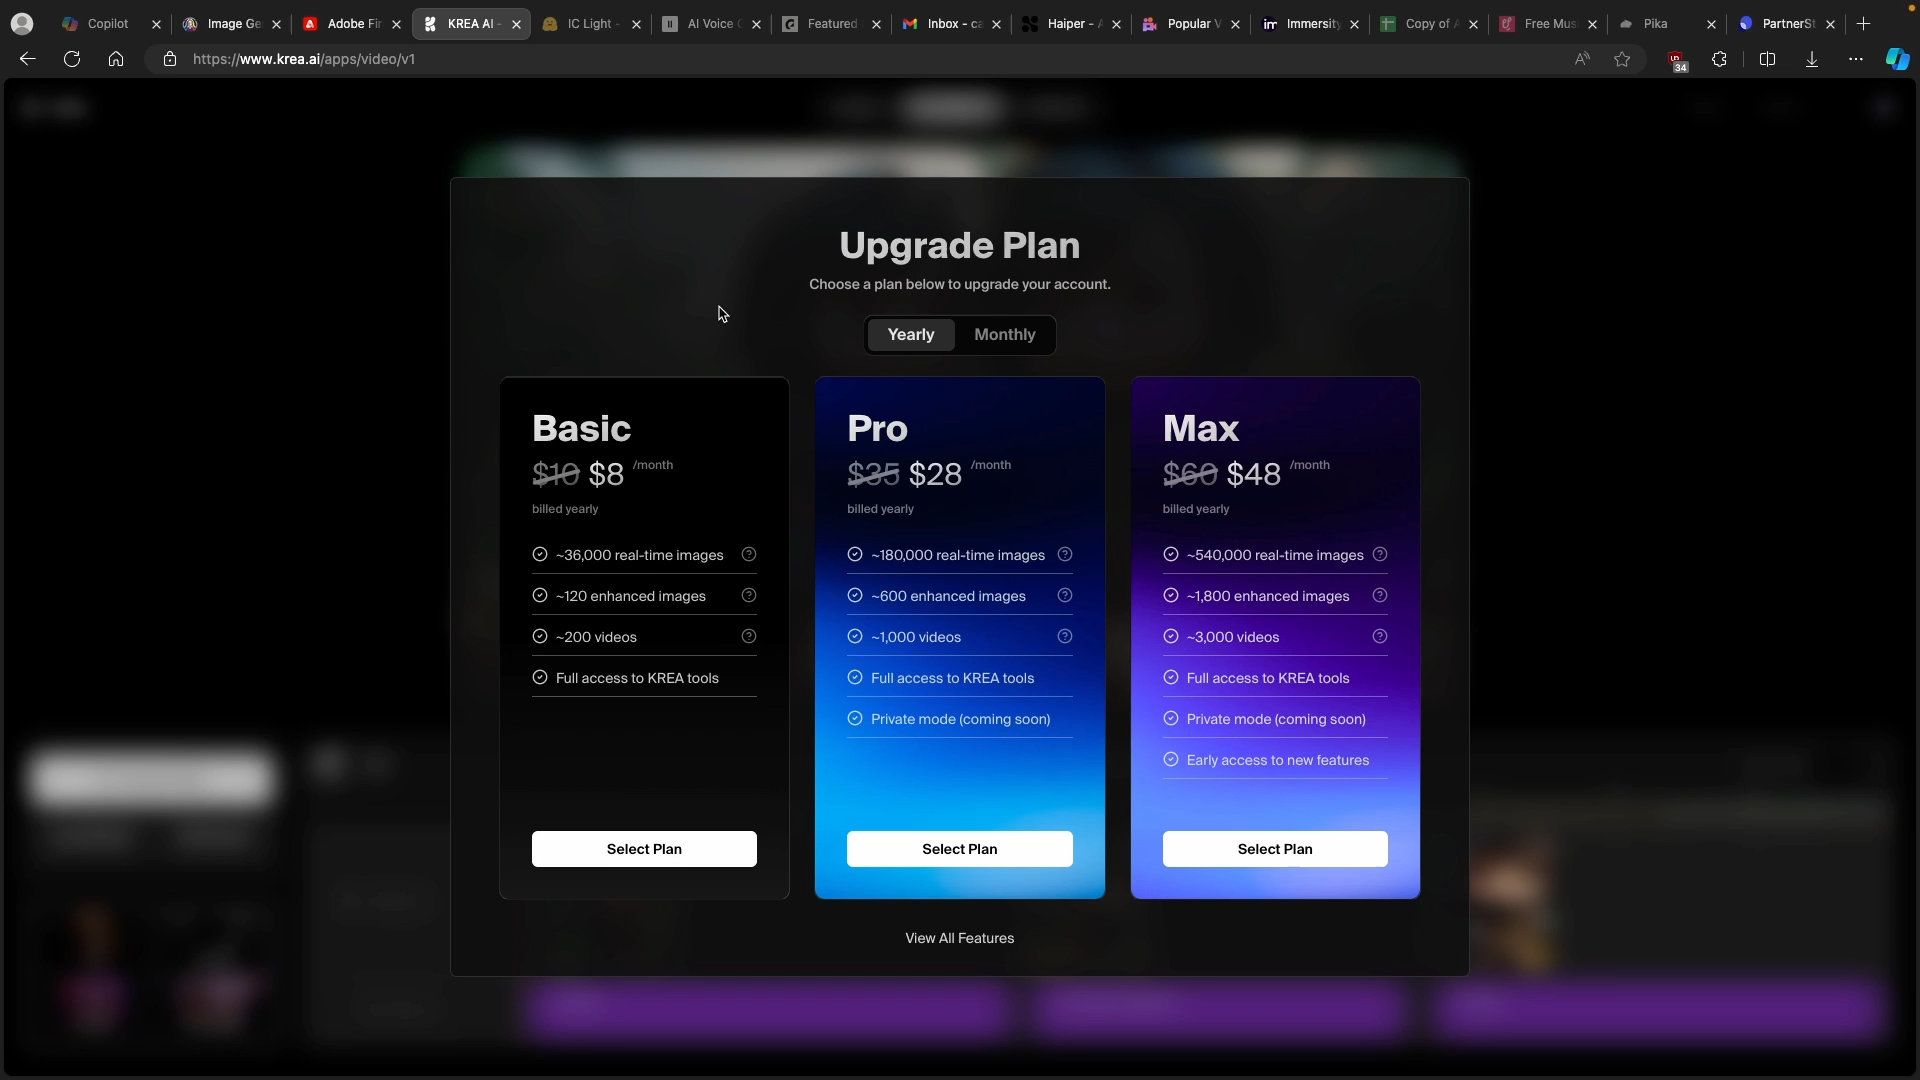 Copilot
Image Ge
Adobe Fir
KREA AI -
IC Light -
AI Voice C
Featured
Inbox - ca
Haiper - A
Popular V
Immersity
Copy of A
Free Mus
Pika
PartnerSt
https://www.krea.ai/apps/video/v1
34
Upgrade Plan
Choose a plan below to upgrade your account.
Yearly Monthly
Basic
$10 $8 /month
billed yearly
~36,000 real-time images
~120 enhanced images
~200 videos
Full access to KREA tools
Select Plan
Pro
$35 $28 /month
billed yearly
~180,000 real-time images
~600 enhanced images
~1,000 videos
Full access to KREA tools
Private mode (coming soon)
Select Plan
Max
$60 $48 /month
billed yearly
~540,000 real-time images
~1,800 enhanced images
~3,000 videos
Full access to KREA tools
Private mode (coming soon)
Early access to new features
Select Plan
View All Features